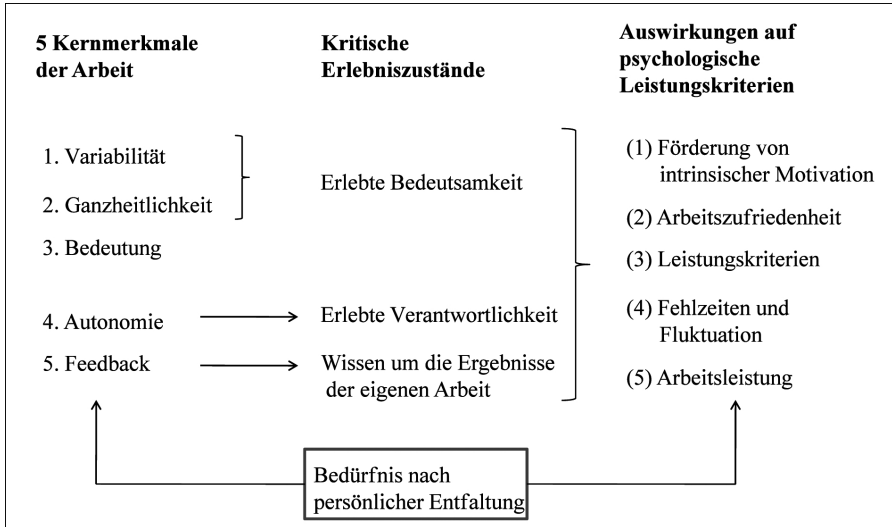 5 Kernmerkmale
der Arbeit
1. Variabilität
2. Ganzheitlichkeit
3. Bedeutung
4. Autonomie
5. Feedback
Kritische
Erlebniszustände
Erlebte Bedeutsamkeit
Erlebte Verantwortlichkeit
Wissen um die Ergebnisse
der eigenen Arbeit
Auswirkungen auf
psychologische
Leistungskriterien
(1) Förderung von
intrinsischer Motivation
(2) Arbeitszufriedenheit
(3) Leistungskriterien
(4) Fehlzeiten und
Fluktuation
(5) Arbeitsleistung
Bedürfnis nach
persönlicher Entfaltung